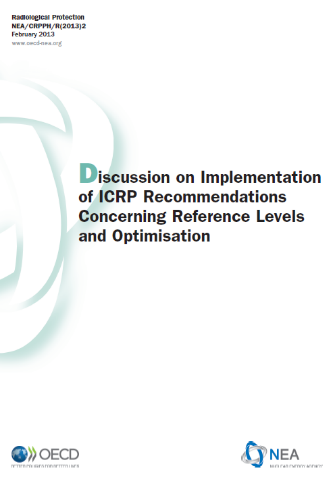 Radiological Protection
NEA/CRPPH/R(2013)2
February 2013
www.oecd-nea.org
Discussion on Implementation
of ICRP Recommendations
Concerning Reference Levels
and Optimisation
OECD
BETTER POLICIES FOR BETTER LIVES
NEA
NUCLEAR ENERGY AGENCY